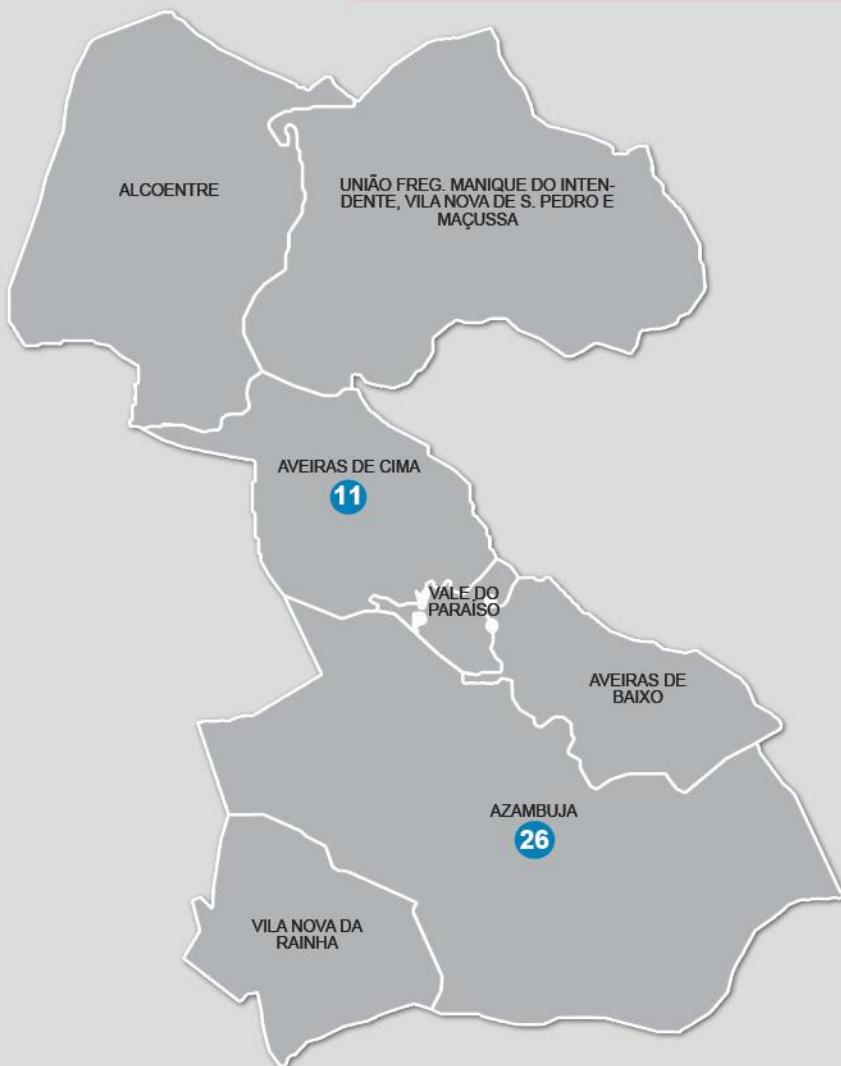 ALCOENTRE
UNIÃO FREG. MANIQUE DO INTEN-
DENTE, VILA NOVA DE S. PEDRO E
MAÇUSSA
AVEIRAS DE CIMA
11
VALE DO
PARAÍSO
AVEIRAS DE
BAIXO
AZAMBUJA
26
VILA NOVA DA
RAINHA